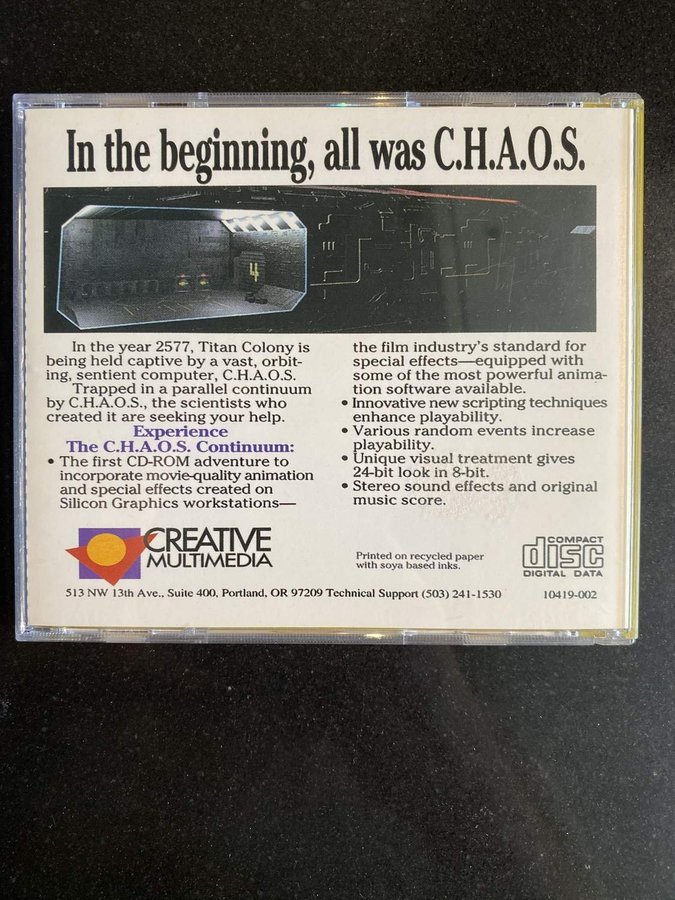 In the beginning, all was C.H.A.O.S.
4
In the year 2577, Titan Colony is
being held captive by a vast, orbit-
ing, sentient computer, C.H.A.O.S.
Trapped in a parallel continuum
by C.H.A.O.S., the scientists who
created it are seeking your help.
Experience
The C.H.A.O.S. Continuum:
• The first CD-ROM adventure to
incorporate movie-quality animation
and special effects created on
Silicon Graphics workstations—
the film industry's standard for
special effects—equipped with
some of the most powerful anima-
tion software available.
• Innovative new scripting techniques
enhance playability.
• Various random events increase
playability.
• Unique visual treatment gives
24-bit look in 8-bit.
• Stereo sound effects and original
music score.
CREATIVE
MULTIMEDIA
Printed on recycled paper
with soya based inks.
COMPACT
disc
DIGITAL DATA
513 NW 13th Ave., Suite 400, Portland, OR 97209 Technical Support (503) 241-1530
10419-002